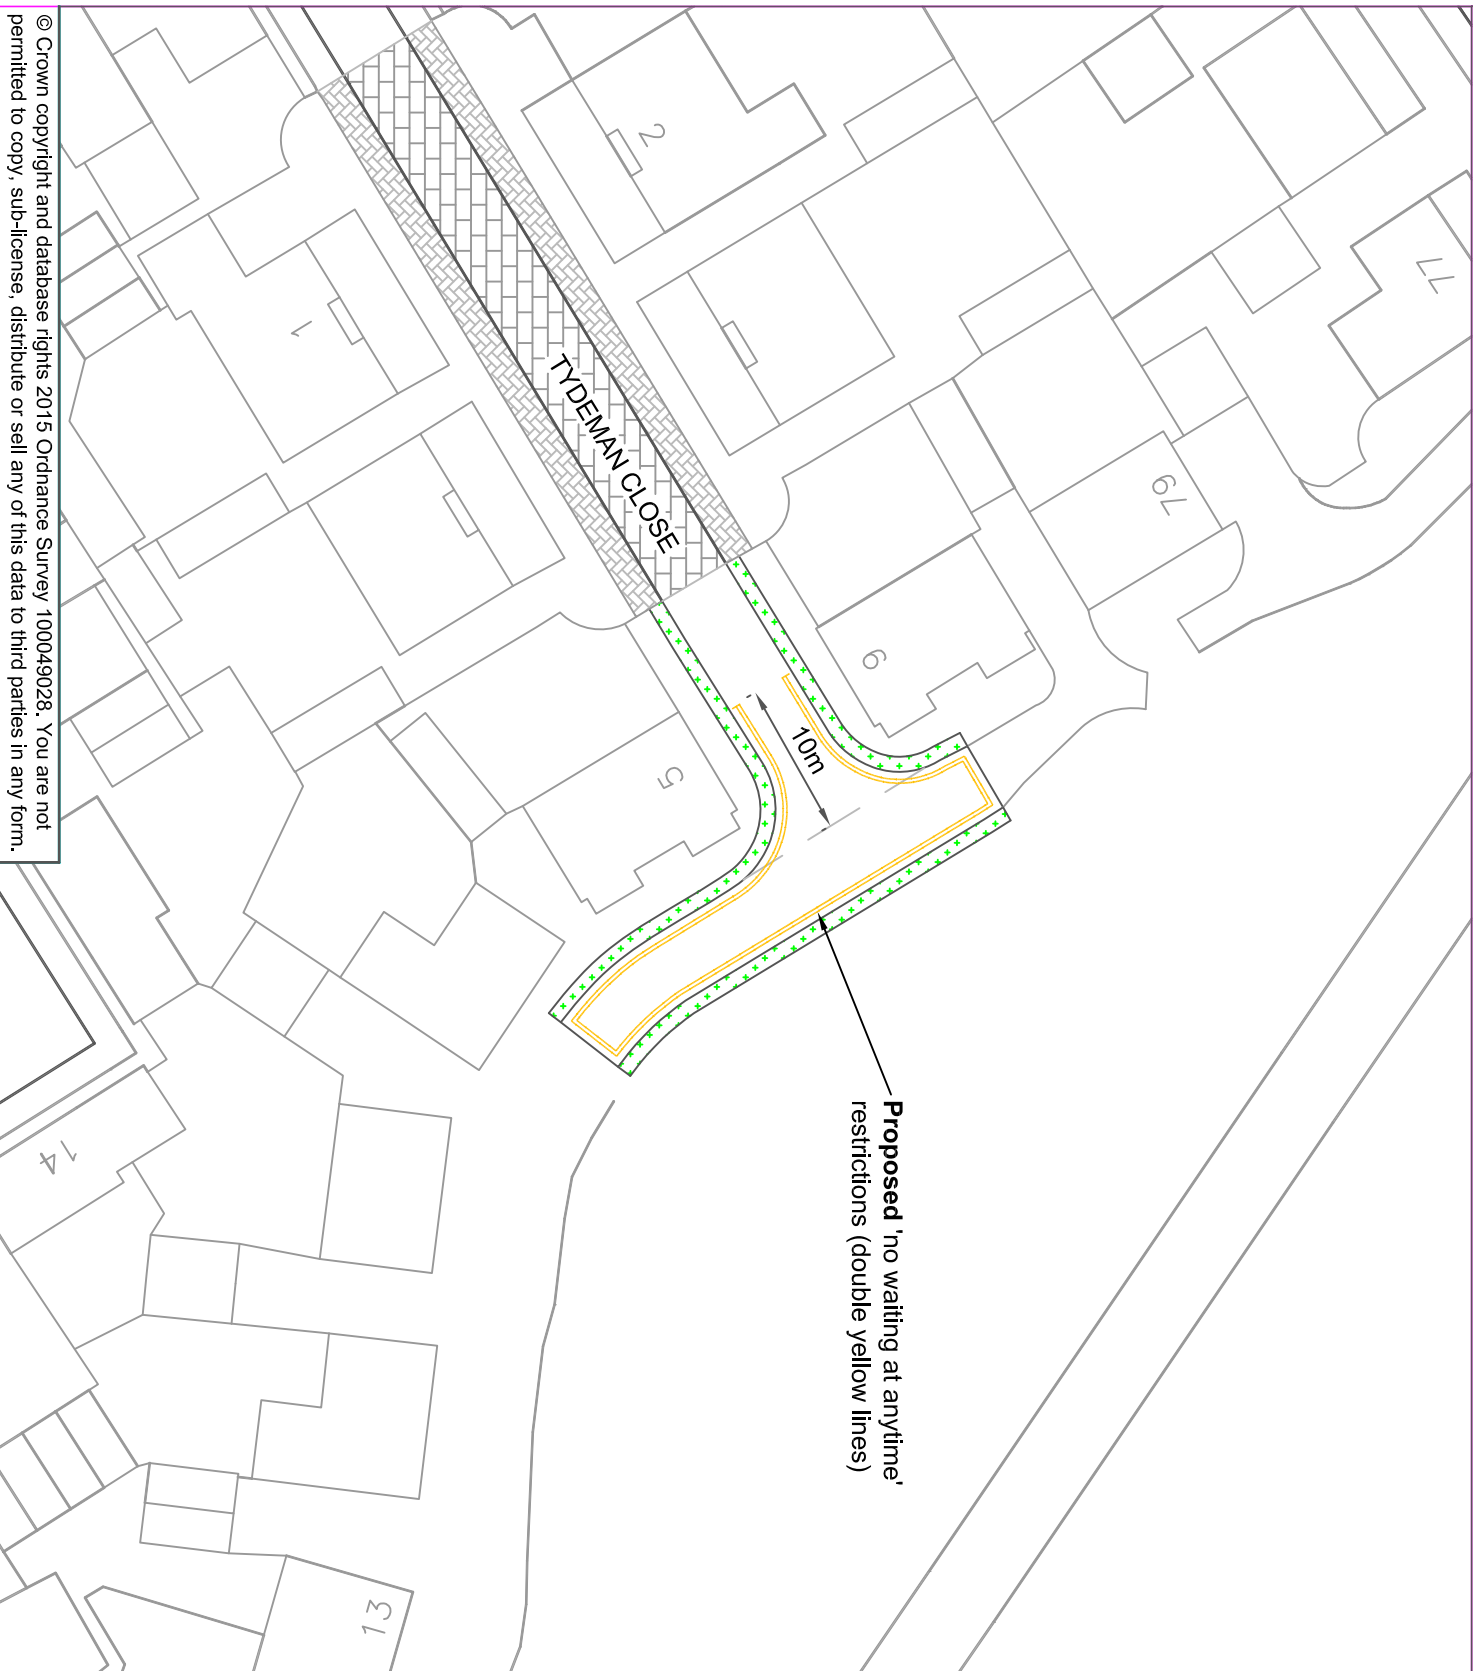 77
79
2
6
1
TYDEMAN CLOSE
10m
5
Proposed 'no waiting at anytime'
restrictions (double yellow lines)
14
13
© Crown copyright and database rights 2015 Ordnance Survey 100049028. You are not
permitted to copy, sub-license, distribute or sell any of this data to third parties in any form.